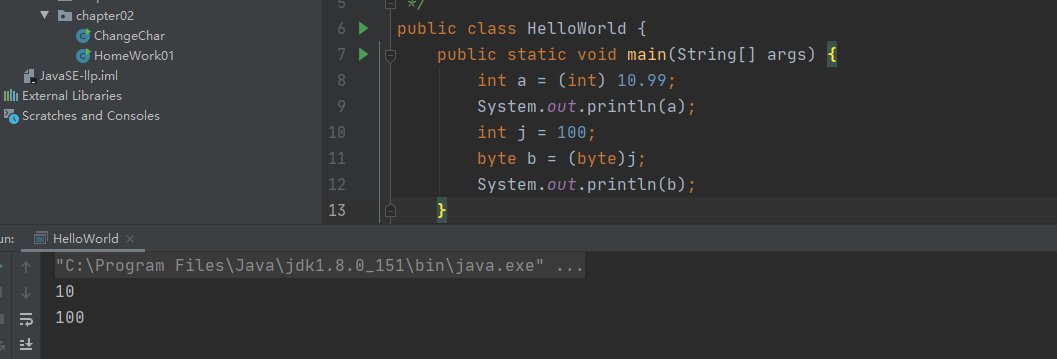 chapter02
ChangeChar
HomeWork01
JavaSE-llp.iml
External Libraries
Scratches and Consoles
5 */
6 public class HelloWorld {
7 public static void main(String[] args) {
8 int a = (int) 10.99;
9 System.out.println(a);
10 int j = 100;
11 byte b = (byte)j;
12 System.out.println(b);
13 }
un: HelloWorld ×
"C:\Program Files\Java\jdk1.8.0_151\bin\java.exe" ...
10
100